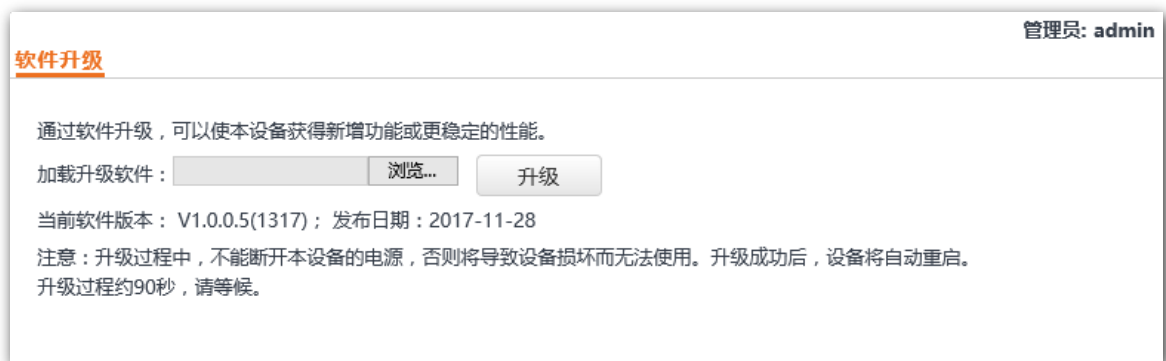 管理员: admin
软件升级
通过软件升级，可以使本设备获得新增功能或更稳定的性能。
加载升级软件： 浏览... 升级
当前软件版本： V1.0.0.5(1317)； 发布日期：2017-11-28
注意：升级过程中，不能断开本设备的电源，否则将导致设备损坏而无法使用。升级成功后，设备将自动重启。
升级过程约90秒，请等候。